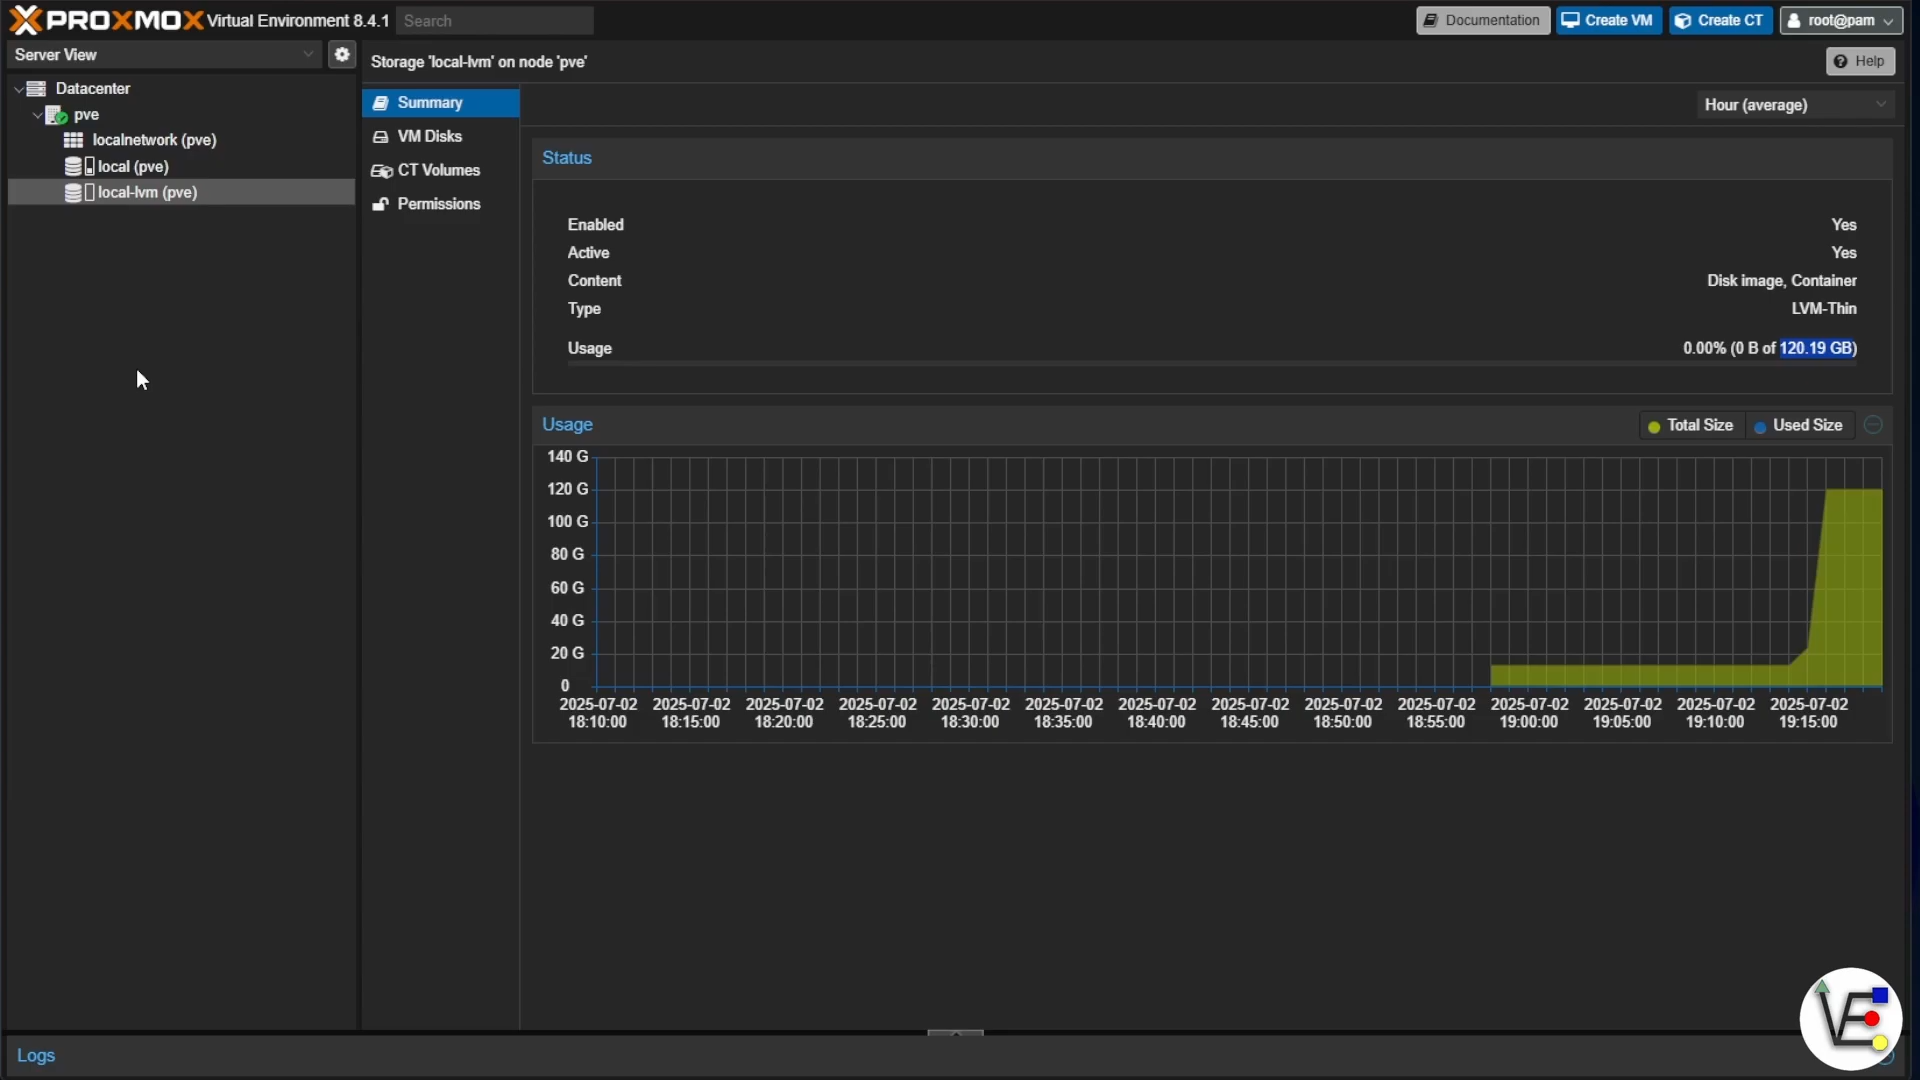 PROXMOX Virtual Environment 8.4.1 Search Documentation Create VM Create CT root@pam
Server View
Storage 'local-lvm' on node 'pve' Help
Datacenter
pve
localnetwork (pve)
local (pve)
local-lvm (pve)
Summary
VM Disks
CT Volumes
Permissions
Hour (average)
Status
Enabled Yes
Active Yes
Content Disk image, Container
Type LVM-Thin
Usage 0.00% (0 B of 120.19 GB)
Usage Total Size Used Size
140 G
120 G
100 G
80 G
60 G
40 G
20 G
0
2025-07-02 2025-07-02 2025-07-02 2025-07-02 2025-07-02 2025-07-02 2025-07-02 2025-07-02 2025-07-02 2025-07-02 2025-07-02 2025-07-02 2025-07-02 2025-07-02
18:10:00 18:15:00 18:20:00 18:25:00 18:30:00 18:35:00 18:40:00 18:45:00 18:50:00 18:55:00 19:00:00 19:05:00 19:10:00 19:15:00
VE
Logs